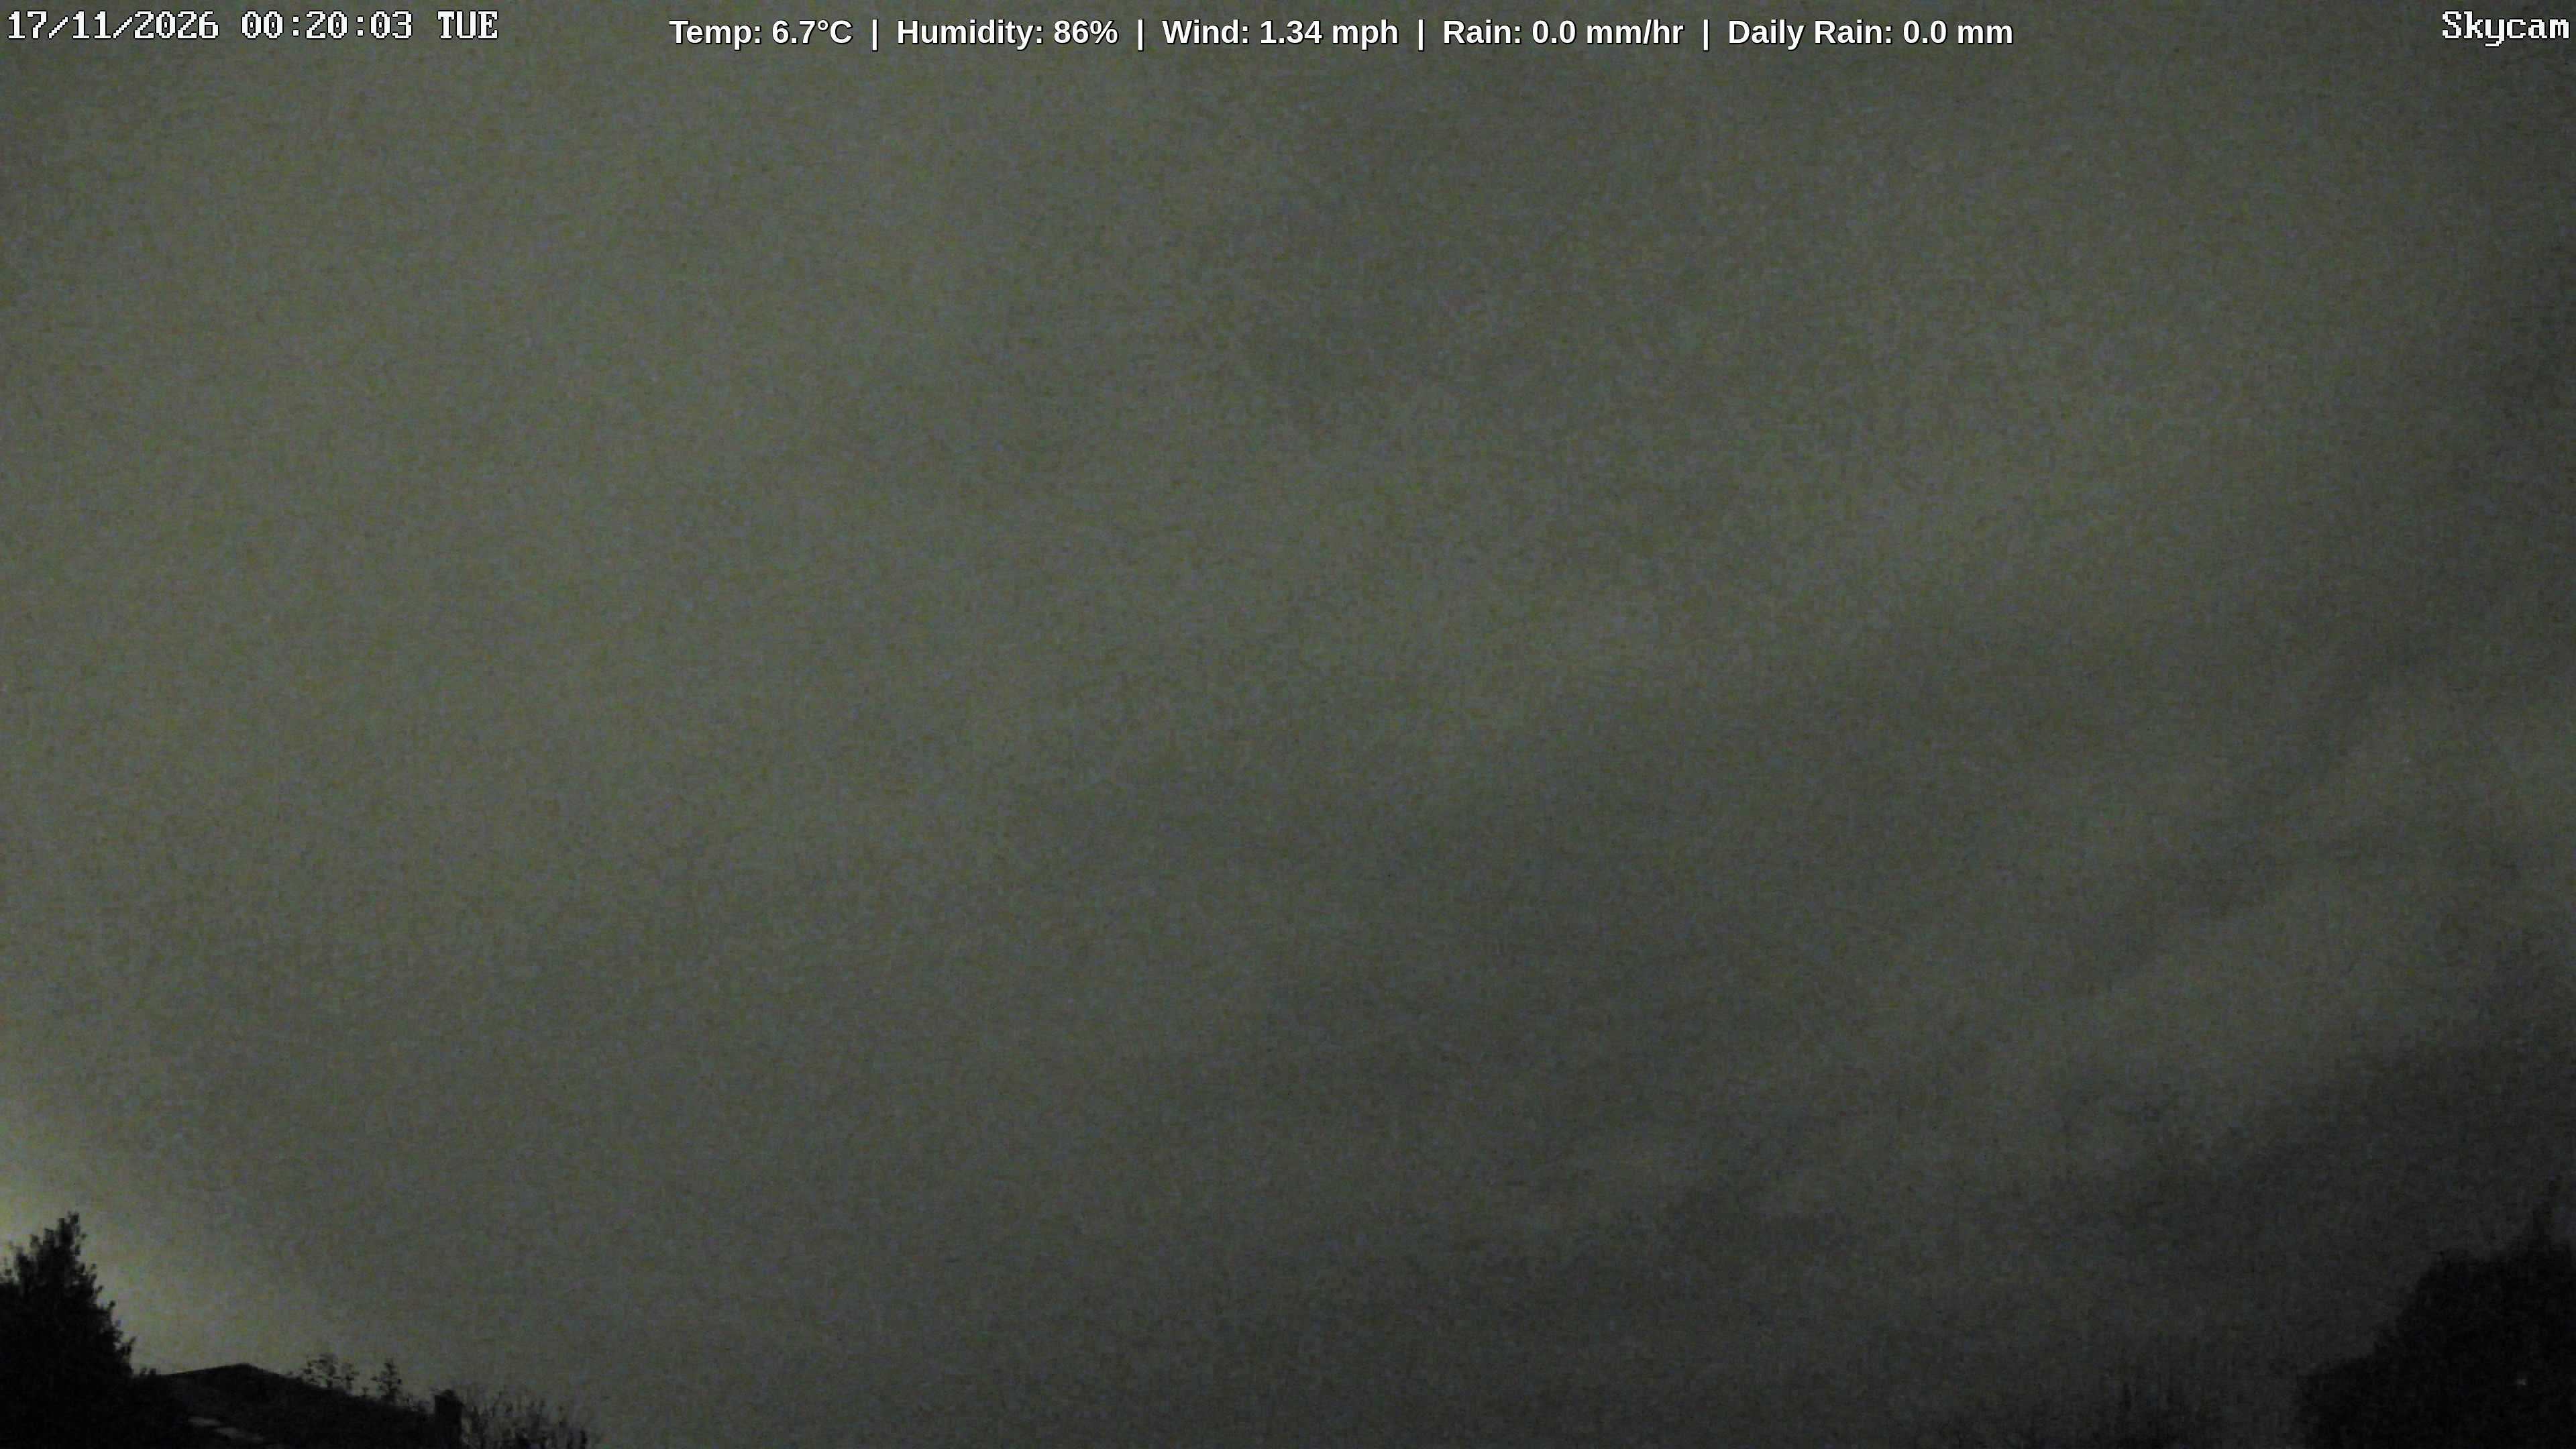 17/11/2026 00:20:03 TUE
Temp: 6.7°C | Humidity: 86% | Wind: 1.34 mph | Rain: 0.0 mm/hr | Daily Rain: 0.0 mm
Skycam